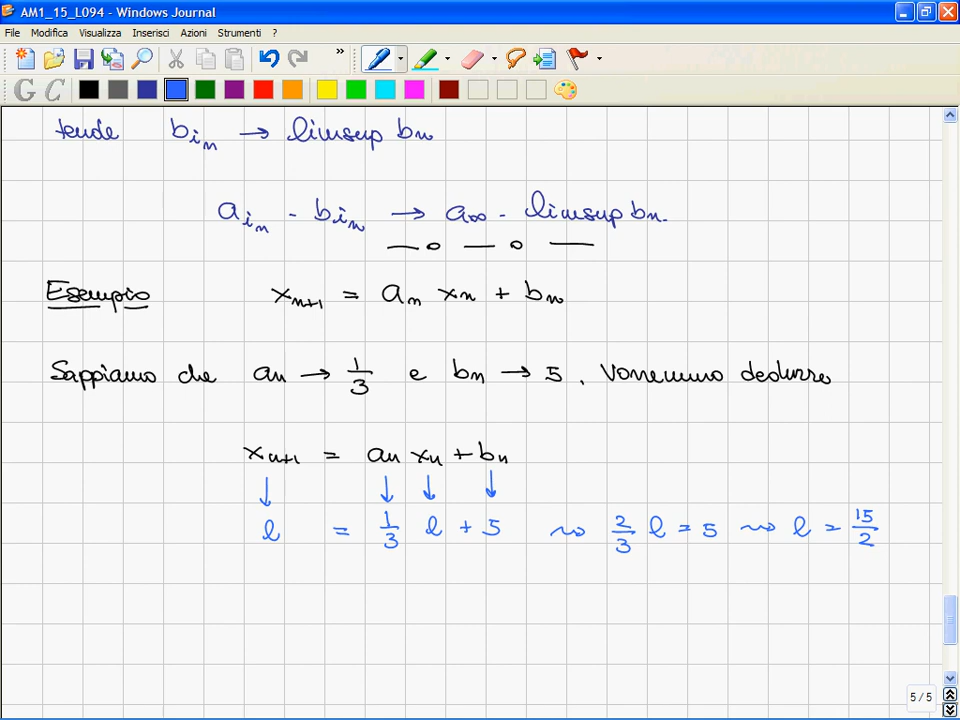 AM1_15_L094 - Windows Journal
File Modifica Visualizza Inserisci Azioni Strumenti ?
G C
tende b_{i_n} → limsup b_n
a_{i_n} - b_{i_n} → a_∞ - limsup b_n.
Esempio x_{n+1} = a_n x_n + b_n
Sappiamo che a_n → 1/3 e b_n → 5. Vorremmo dedurre
x_{n+1} = a_n x_n + b_n
↓ ↓ ↓ ↓
l = 1/3 l + 5 ⇝ 2/3 l = 5 ⇝ l = 15/2
5 / 5